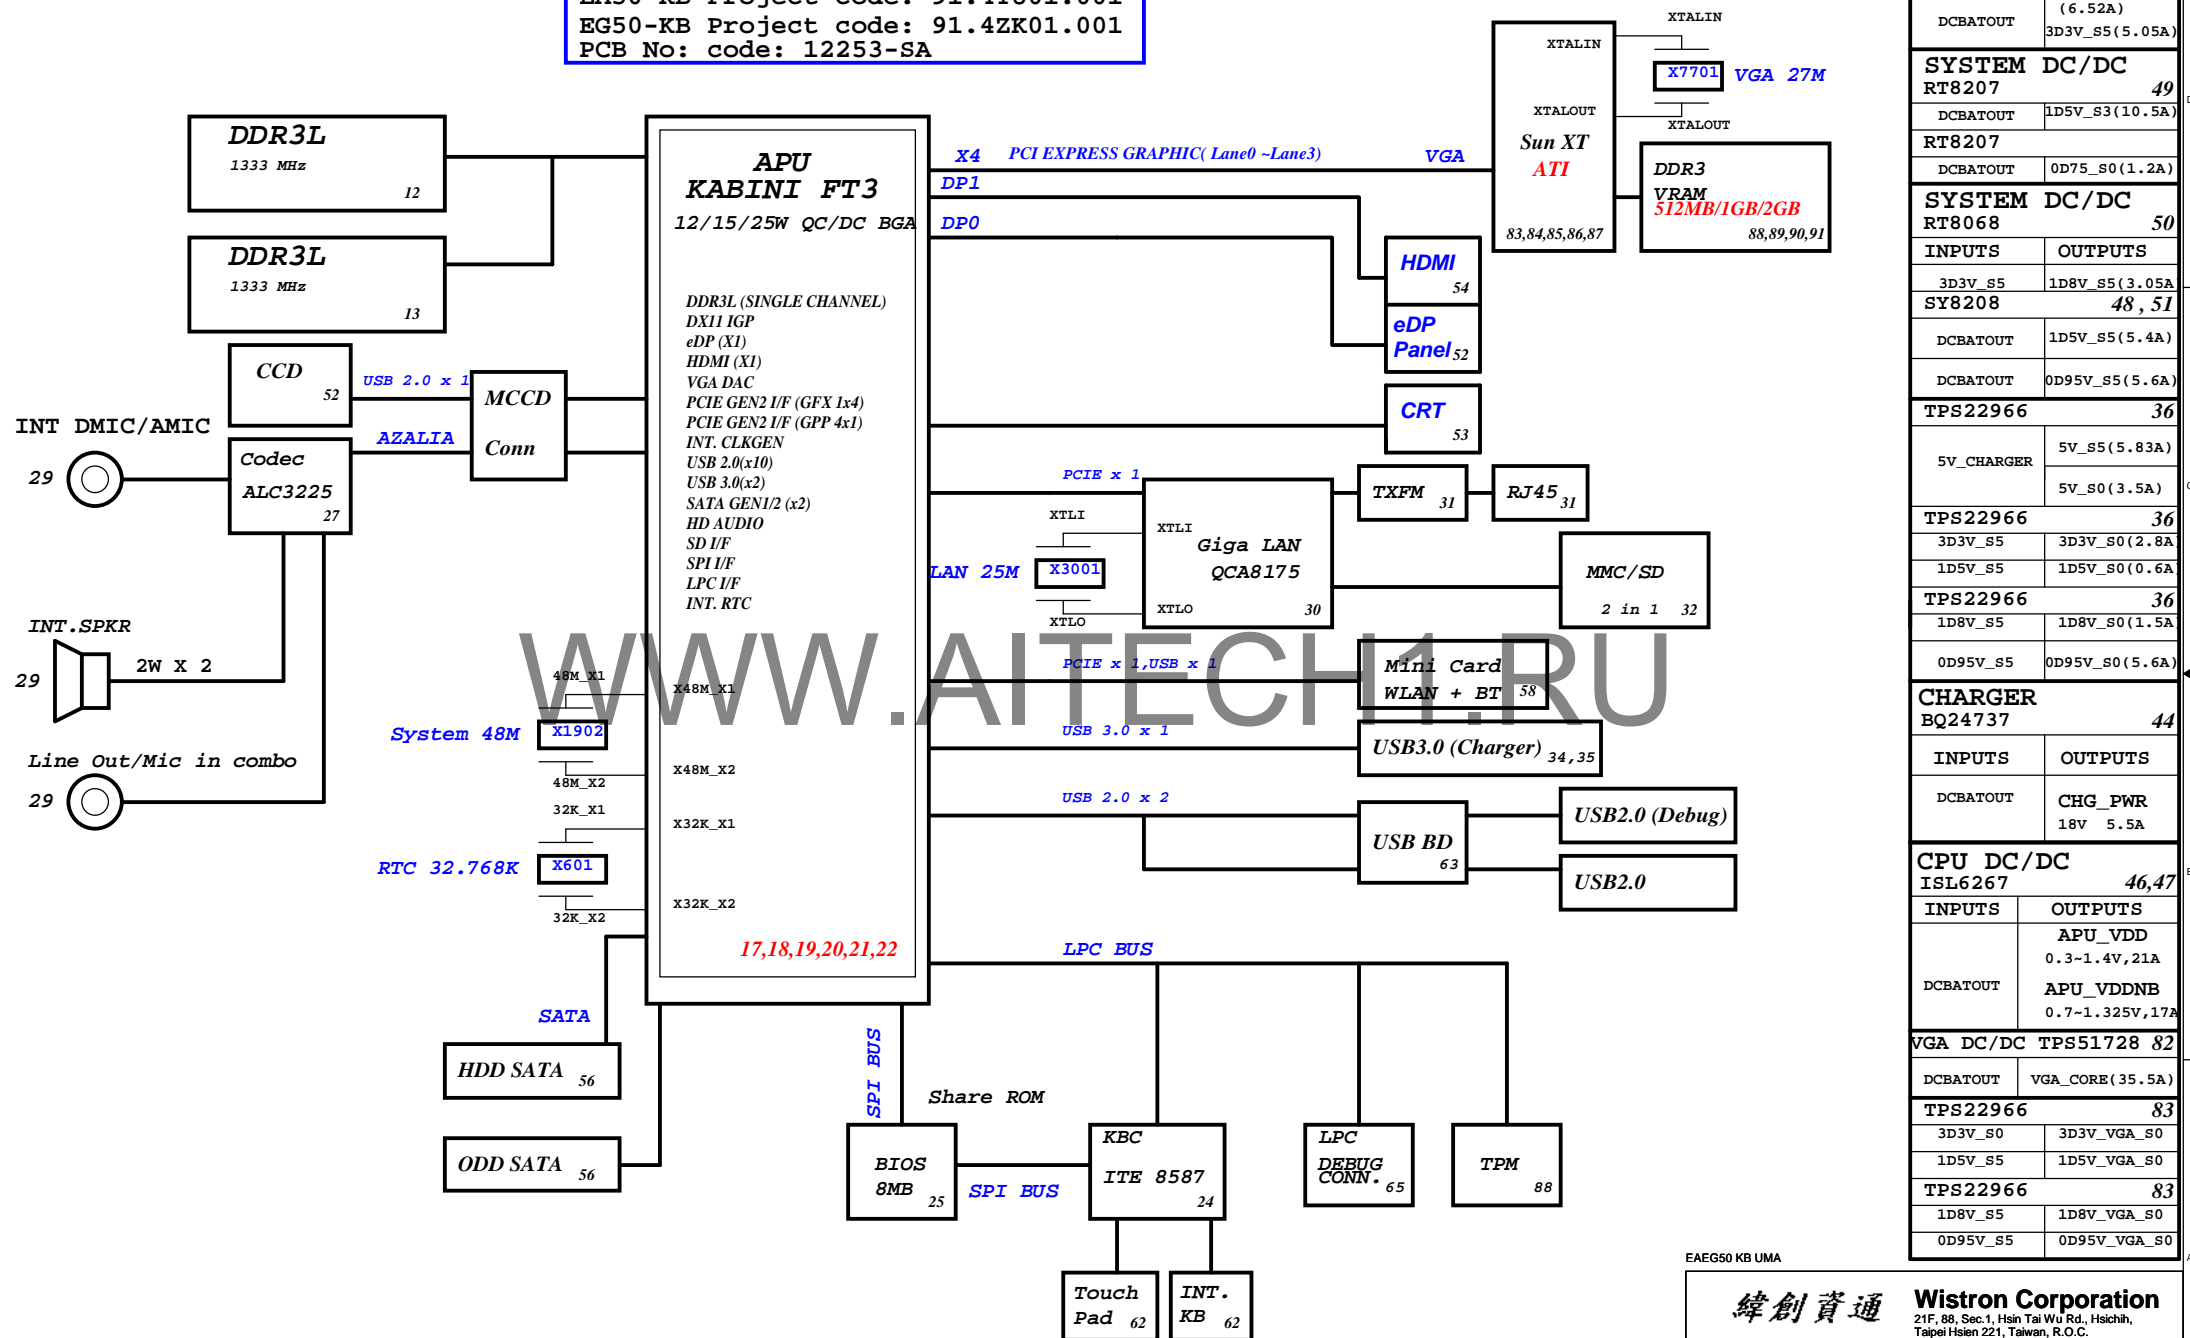 EG50-KB Project code: 91.4ZK01.001
PCB No: code: 12253-SA
DDR3L
1333 MHz
12
DDR3L
1333 MHz
13
CCD
52
USB 2.0 x 1
MCCD
Conn
INT DMIC/AMIC
29
AZALIA
Codec
ALC3225
27
INT.SPKR
29
2W X 2
Line Out/Mic in combo
29
APU
KABINI FT3
12/15/25W QC/DC BGA
DDR3L (SINGLE CHANNEL)
DX11 IGP
eDP (X1)
HDMI (X1)
VGA DAC
PCIE GEN2 I/F (GFX 1x4)
PCIE GEN2 I/F (GPP 4x1)
INT. CLKGEN
USB 2.0(x10)
USB 3.0(x2)
SATA GEN1/2 (x2)
HD AUDIO
SD I/F
SPI I/F
LPC I/F
INT. RTC
WWW.AITECH1.RU
48M_X1
X48M_X1
System 48M
X1902
X48M_X2
48M_X2
32K_X1
X32K_X1
RTC 32.768K
X601
X32K_X2
32K_X2
17,18,19,20,21,22
SATA
HDD SATA 56
ODD SATA 56
X4 PCI EXPRESS GRAPHIC( Lane0 ~Lane3) VGA
DP1
DP0
XTALIN
XTALIN
X7701
VGA 27M
XTALOUT
XTALOUT
Sun XT
ATI
83,84,85,86,87
DDR3
VRAM
512MB/1GB/2GB
88,89,90,91
HDMI
54
eDP
Panel 52
CRT
53
PCIE x 1
XTLI
XTLI
LAN 25M
X3001
XTLO
XTLO
Giga LAN
QCA8175
30
TXFM
31
RJ45
31
MMC/SD
2 in 1 32
PCIE x 1,USB x 1
Mini Card
WLAN + BT 58
USB 3.0 x 1
USB3.0 (Charger) 34,35
USB 2.0 x 2
USB BD
63
USB2.0 (Debug)
USB2.0
LPC BUS
SPI BUS
Share ROM
BIOS
8MB
25
SPI BUS
KBC
ITE 8587
24
LPC
DEBUG
CONN. 65
TPM
88
Touch
Pad 62
INT.
KB 62
DCBATOUT
(6.52A)
3D3V_S5(5.05A)
SYSTEM DC/DC
RT8207 49
DCBATOUT 1D5V_S3(10.5A)
RT8207
DCBATOUT 0D75_S0(1.2A)
SYSTEM DC/DC
RT8068 50
INPUTS OUTPUTS
3D3V_S5 1D8V_S5(3.05A
SY8208 48 , 51
DCBATOUT 1D5V_S5(5.4A)
DCBATOUT 0D95V_S5(5.6A)
TPS22966 36
5V_CHARGER
5V_S5(5.83A)
5V_S0(3.5A)
TPS22966 36
3D3V_S5 3D3V_S0(2.8A
1D5V_S5 1D5V_S0(0.6A
TPS22966 36
1D8V_S5 1D8V_S0(1.5A
0D95V_S5 0D95V_S0(5.6A)
CHARGER
BQ24737 44
INPUTS OUTPUTS
DCBATOUT CHG_PWR
18V 5.5A
CPU DC/DC
ISL6267 46,47
INPUTS OUTPUTS
APU_VDD
0.3~1.4V,21A
DCBATOUT
APU_VDDNB
0.7~1.325V,17A
VGA DC/DC TPS51728 82
DCBATOUT VGA_CORE(35.5A)
TPS22966 83
3D3V_S0 3D3V_VGA_S0
1D5V_S5 1D5V_VGA_S0
TPS22966 83
1D8V_S5 1D8V_VGA_S0
0D95V_S5 0D95V_VGA_S0
EAEG50 KB UMA
緯創資通
Wistron Corporation
21F, 88, Sec.1, Hsin Tai Wu Rd., Hsichih,
Taipei Hsien 221, Taiwan, R.O.C.